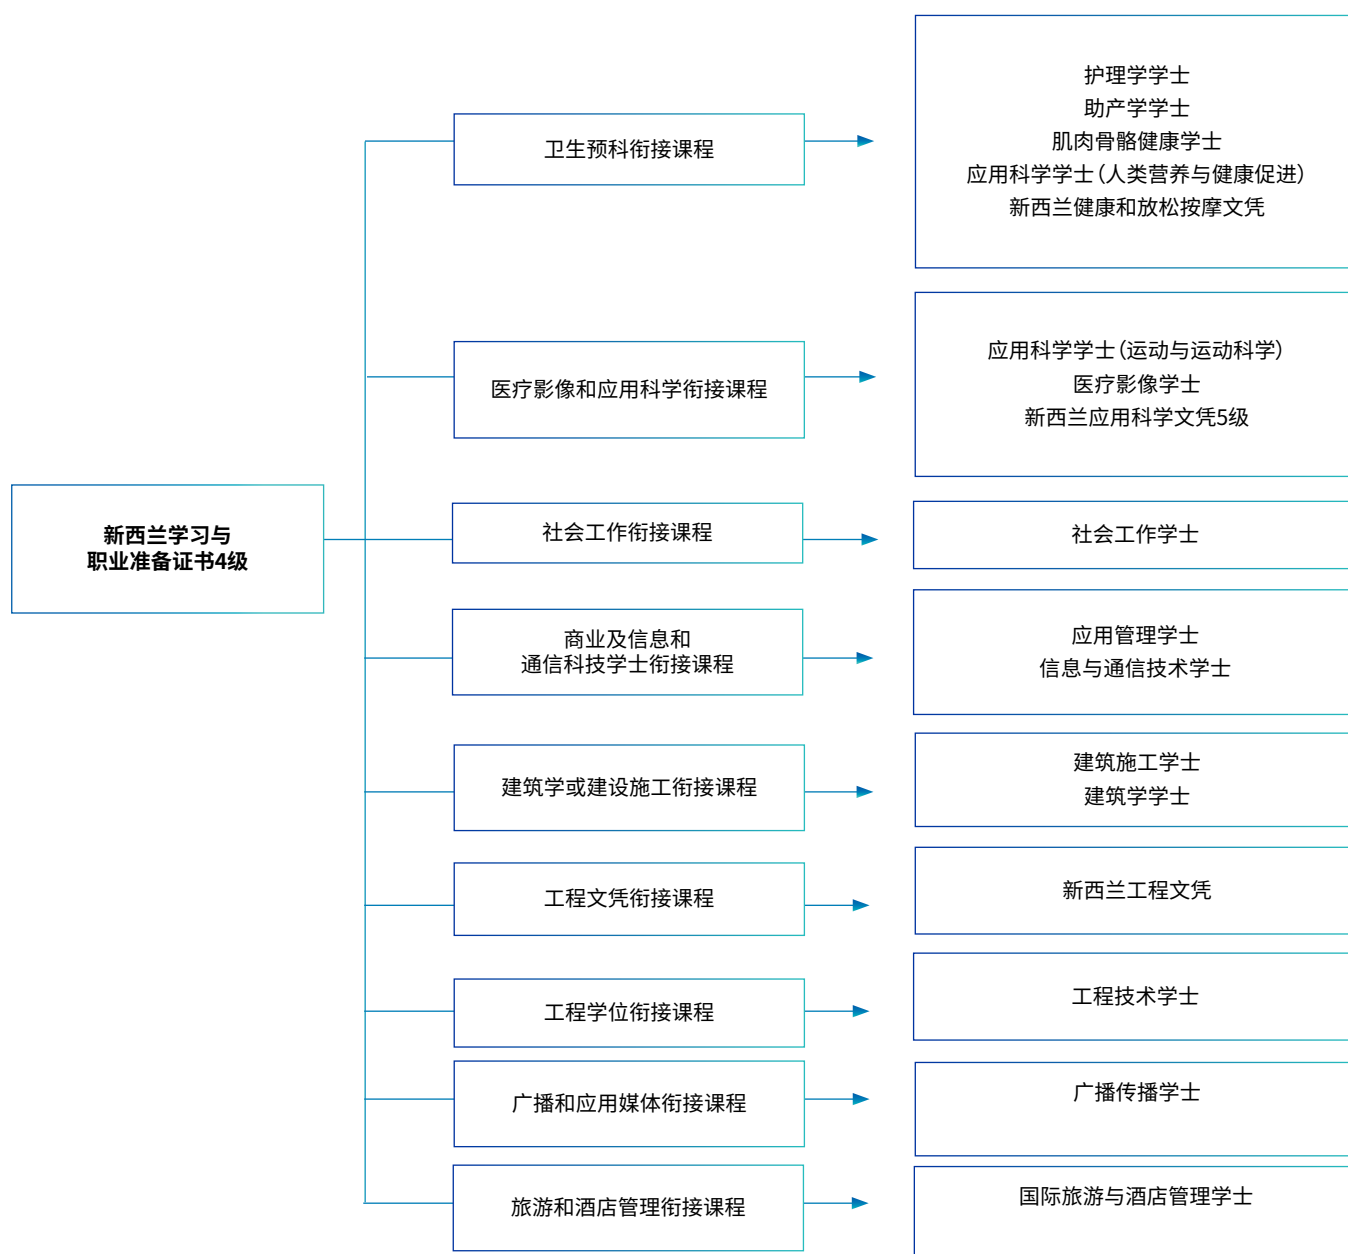 新西兰学习与
职业准备证书4级
卫生预科衔接课程
护理学学士
助产学学士
肌肉骨骼健康学士
应用科学学士(人类营养与健康促进)
新西兰健康和放松按摩文凭
医疗影像和应用科学衔接课程
应用科学学士(运动与运动科学)
医疗影像学士
新西兰应用科学文凭5级
社会工作衔接课程
社会工作学士
商业及信息和
通信科技学士衔接课程
应用管理学士
信息与通信技术学士
建筑学或建设施工衔接课程
建筑施工学士
建筑学学士
工程文凭衔接课程
新西兰工程文凭
工程学位衔接课程
工程技术学士
广播和应用媒体衔接课程
广播传播学士
旅游和酒店管理衔接课程
国际旅游与酒店管理学士